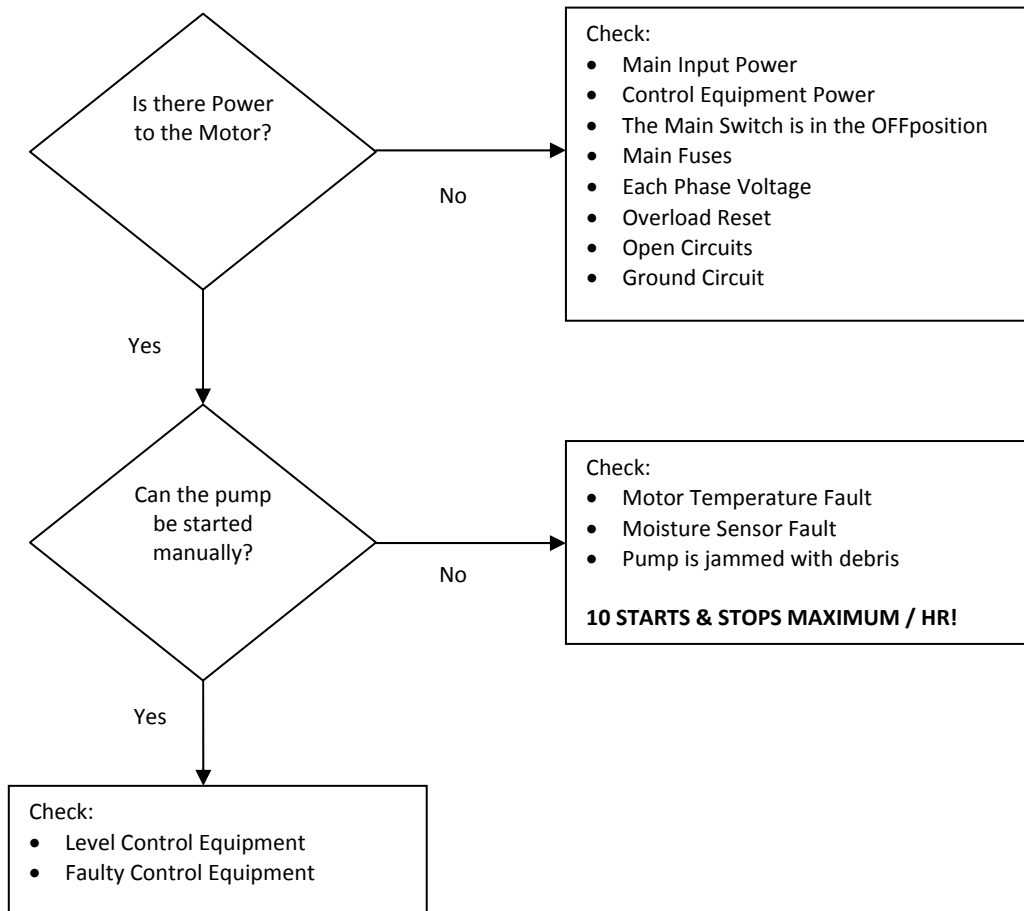 Is there Power
to the Motor?
No
Check:
• Main Input Power
• Control Equipment Power
• The Main Switch is in the OFFposition
• Main Fuses
• Each Phase Voltage
• Overload Reset
• Open Circuits
• Ground Circuit
Yes
Can the pump
be started
manually?
No
Check:
• Motor Temperature Fault
• Moisture Sensor Fault
• Pump is jammed with debris
10 STARTS & STOPS MAXIMUM / HR!
Yes
Check:
• Level Control Equipment
• Faulty Control Equipment